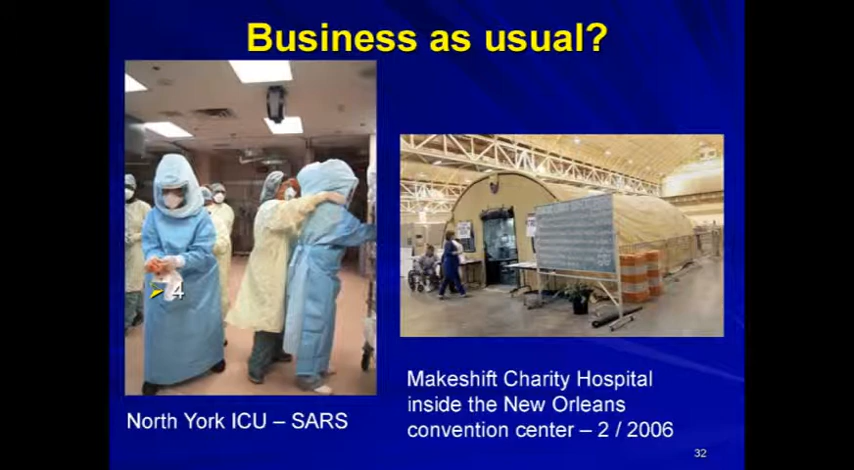 Business as usual?
4
North York ICU – SARS
Makeshift Charity Hospital
inside the New Orleans
convention center – 2 / 2006
32